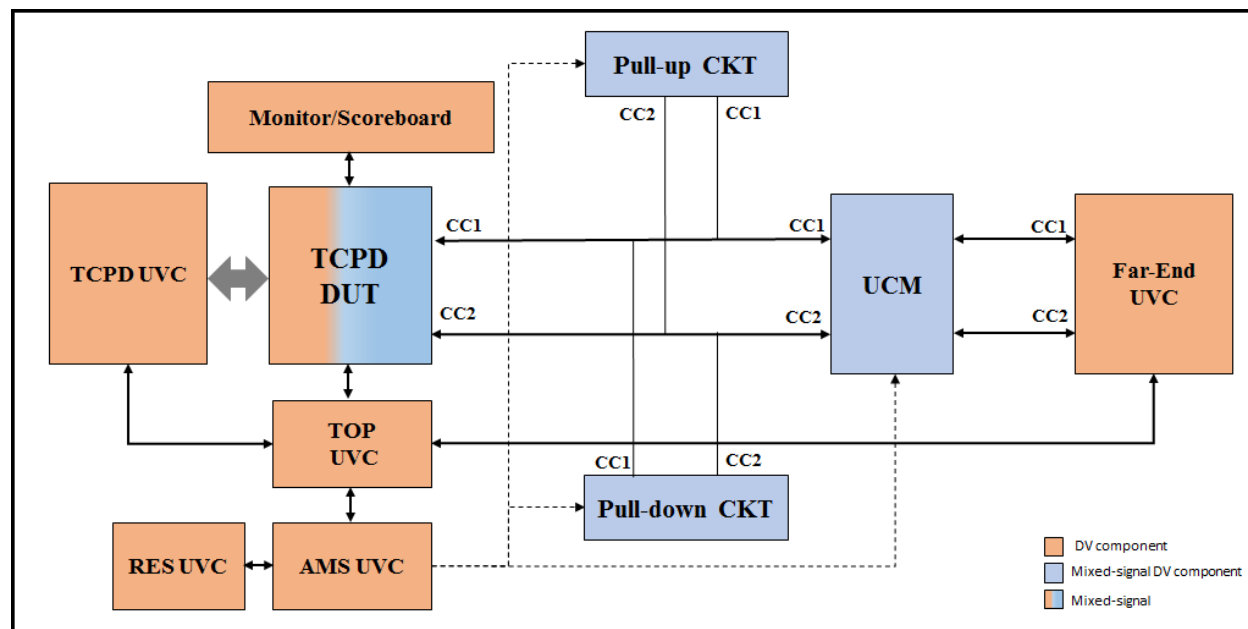 Pull-up CKT
CC2
CC1
Monitor/Scoreboard
TCPD UVC
TCPD
DUT
CC1
CC1
CC2
CC2
UCM
CC1
CC2
Far-End
UVC
TOP
UVC
CC1
CC2
Pull-down CKT
RES UVC
AMS UVC
DV component
Mixed-signal DV component
Mixed-signal